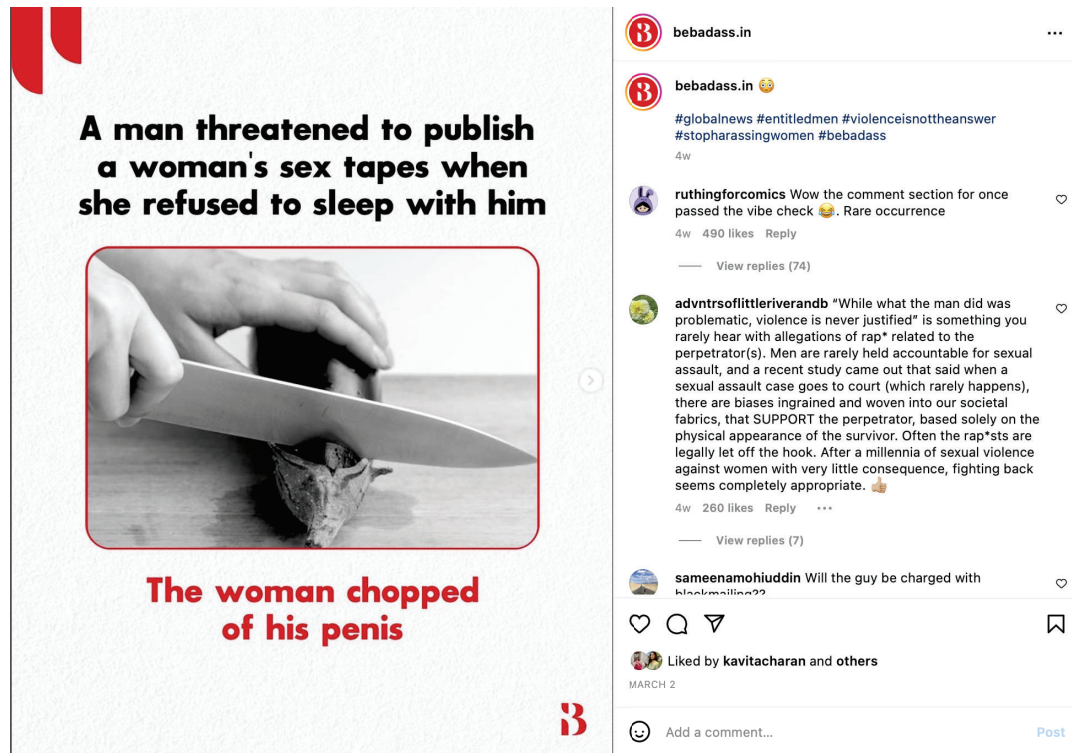 A man threatened to publish
a woman's sex tapes when
she refused to sleep with him
The woman chopped
of his penis
B
B
bebadass.in
B
bebadass.in 😳
#globalnews #entitledmen #violenceisnottheanswer
#stopharassingwomen #bebadass
4w
ruthingforcomics Wow the comment section for once
passed the vibe check 😂. Rare occurrence
4w 490 likes Reply
View replies (74)
advntrsoflittleriverandb “While what the man did was
problematic, violence is never justified” is something you
rarely hear with allegations of rap* related to the
perpetrator(s). Men are rarely held accountable for sexual
assault, and a recent study came out that said when a
sexual assault case goes to court (which rarely happens),
there are biases ingrained and woven into our societal
fabrics, that SUPPORT the perpetrator, based solely on the
physical appearance of the survivor. Often the rap*sts are
legally let off the hook. After a millennia of sexual violence
against women with very little consequence, fighting back
seems completely appropriate. 👍🏼
4w 260 likes Reply
View replies (7)
sameenamohiuddin Will the guy be charged with
blackmailing??
Liked by kavitacharan and others
MARCH 2
Add a comment...
Post